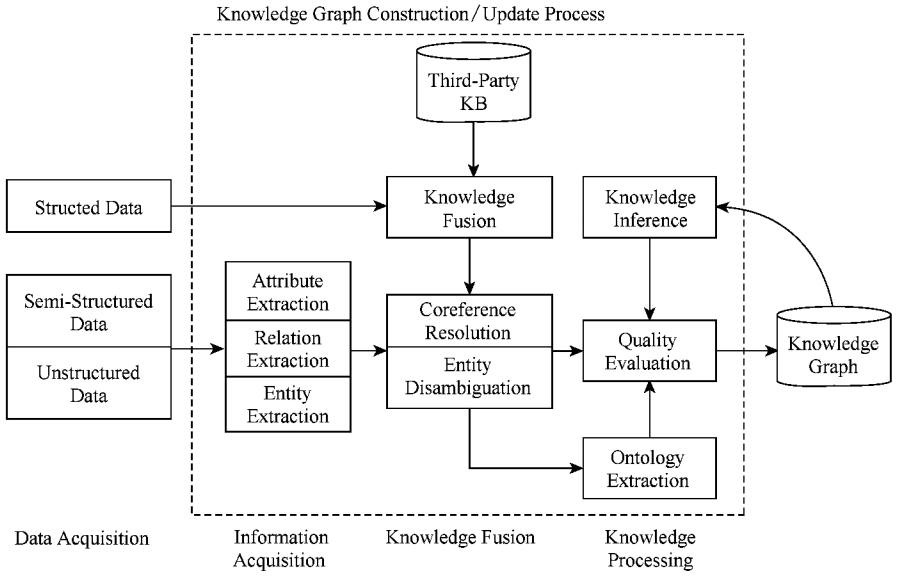 Knowledge Graph Construction/Update Process
Third-Party
KB
Structed Data
Knowledge
Fusion
Knowledge
Inference
Semi-Structured
Data
Unstructured
Data
Attribute
Extraction
Relation
Extraction
Entity
Extraction
Coreference
Resolution
Entity
Disambiguation
Quality
Evaluation
Knowledge
Graph
Ontology
Extraction
Data Acquisition
Information
Acquisition
Knowledge Fusion
Knowledge
Processing